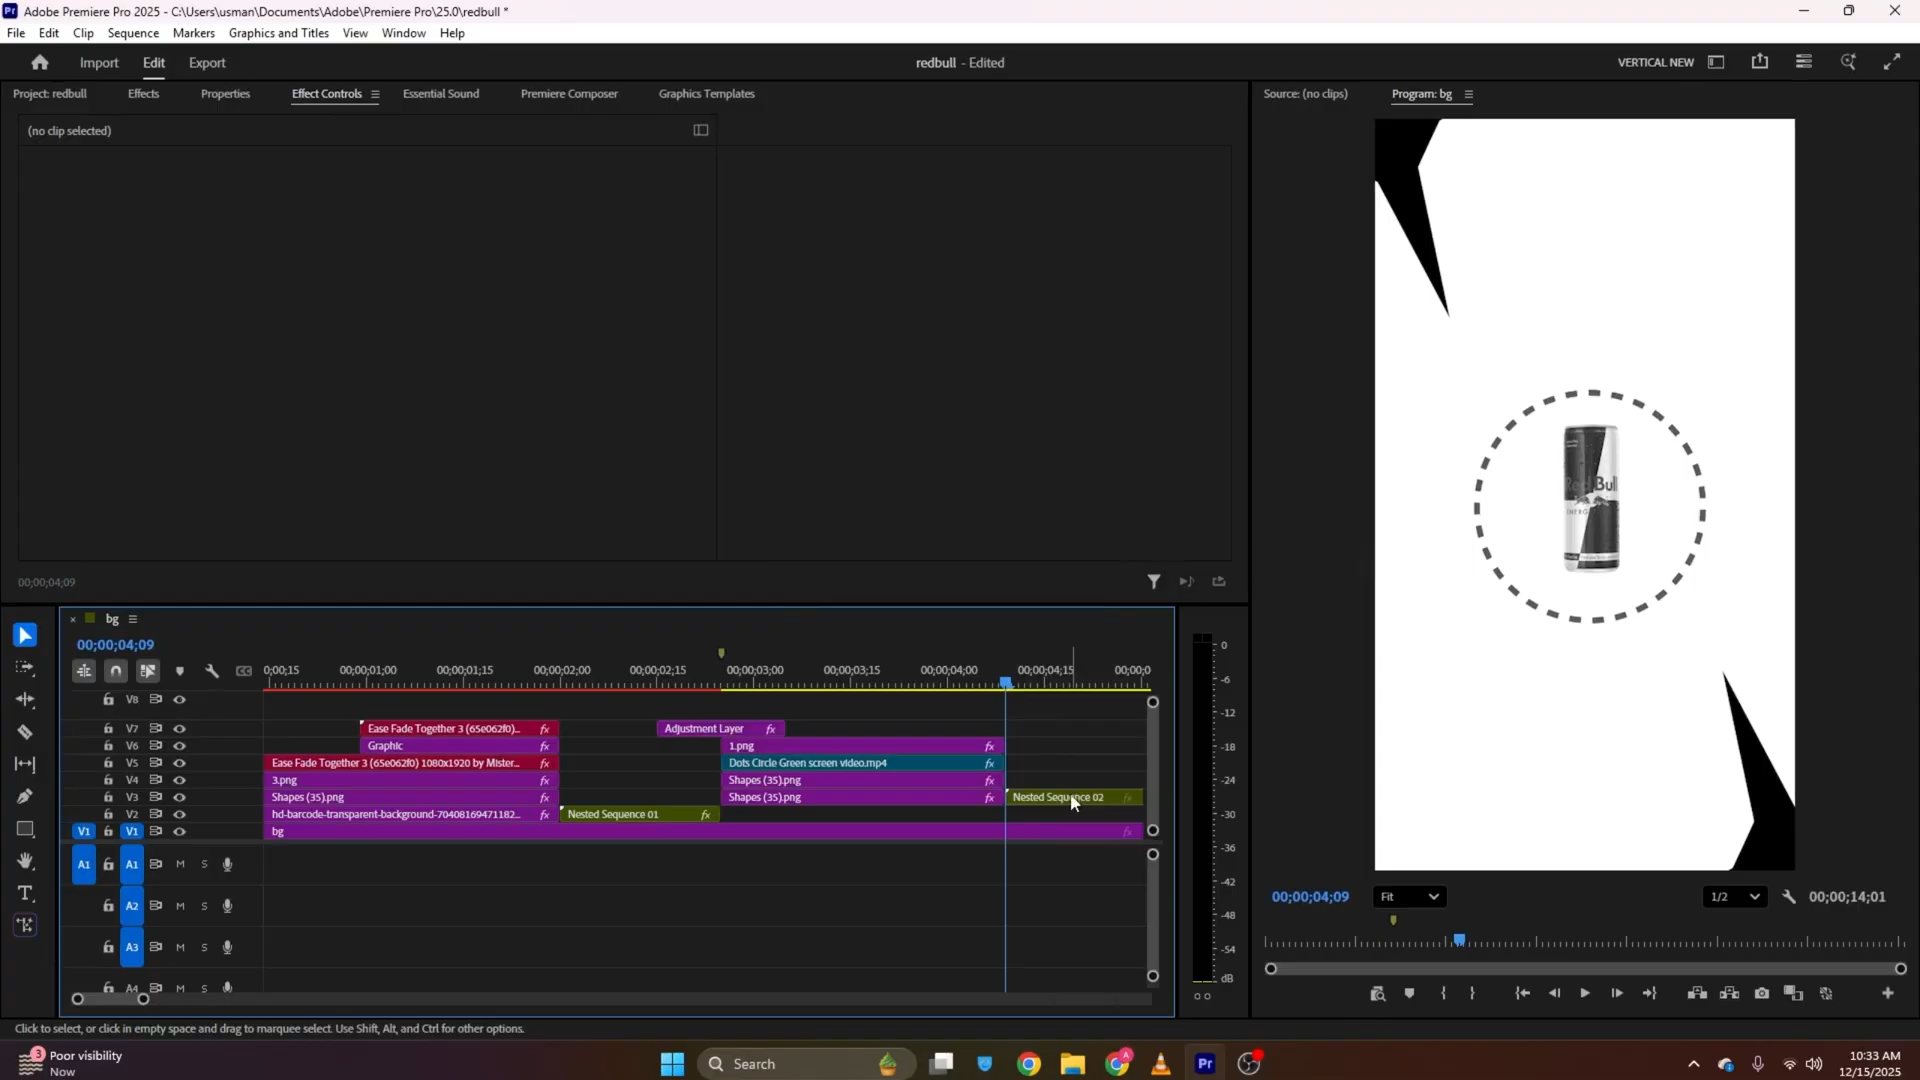 Adobe Premiere Pro 2025 - C:\Users\usman\Documents\Adobe\Premiere Pro\25.0\redbull *
File Edit Clip Sequence Markers Graphics and Titles View Window Help
Import Edit Export
redbull - Edited
VERTICAL NEW
Project: redbull Effects Properties Effect Controls Essential Sound Premiere Composer Graphics Templates
Source: (no clips) Program: bg
(no clip selected)
00;00;04;09
bg
00;00;04;09
0;00;15 00;00;01;00 00;00;01;15 00;00;02;00 00;00;02;15 00;00;03;00 00;00;03;15 00;00;04;00 00;00;04;15 00;00;0
V8
V7 Ease Fade Together 3 (65e062f0)... fx Adjustment Layer fx
V6 Graphic fx 1.png fx
V5 Ease Fade Together 3 (65e062f0) 1080x1920 by Mister... fx Dots Circle Green screen video.mp4 fx
V4 3.png fx Shapes (35).png fx
V3 Shapes (35).png fx Shapes (35).png fx Nested Sequence 02 fx
V2 hd-barcode-transparent-background-70408169471182... fx Nested Sequence 01 fx
V1 V1 bg fx
A1 A1 M S
A2 M S
A3 M S
A4 M S
0
-6
-12
-18
-24
-30
-36
-42
-48
-54
dB
Red Bull
ENERG
00;00;04;09 Fit 1/2 00;00;14;01
Click to select, or click in empty space and drag to marquee select. Use Shift, Alt, and Ctrl for other options.
3 Poor visibility
Now
Search
A
Pr
10:33 AM
12/15/2025